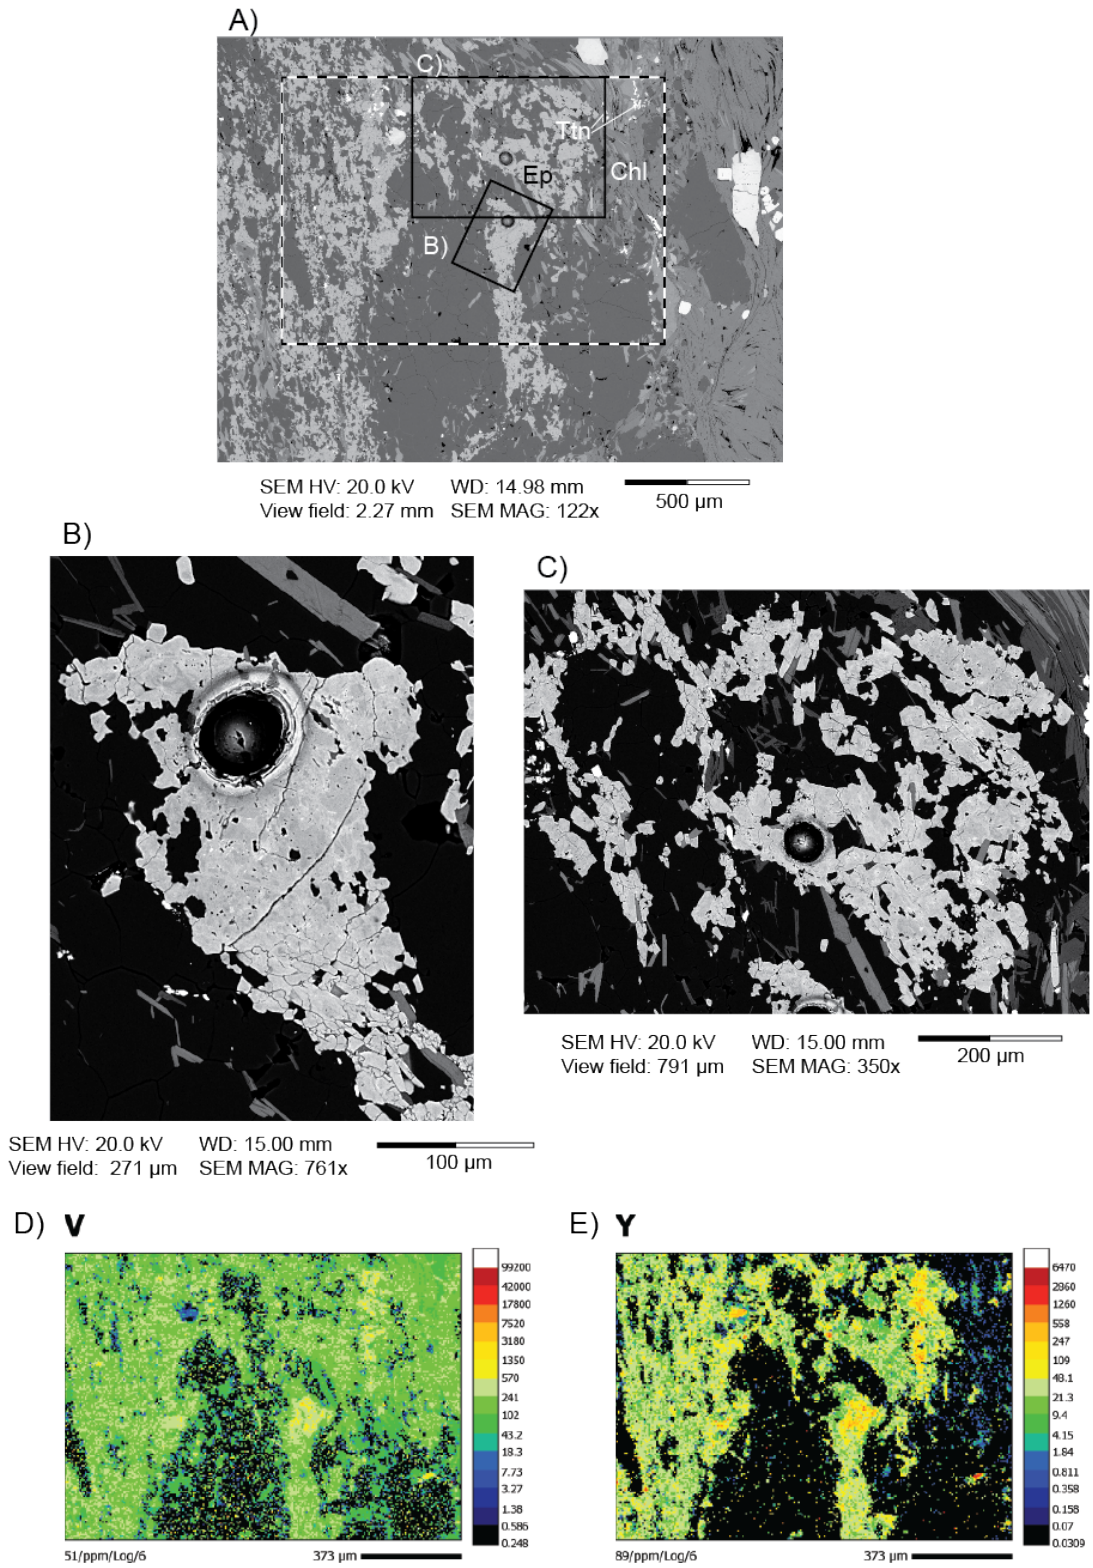 A)
C)
Ttn
Ep
Chl
B)
SEM HV: 20.0 kV WD: 14.98 mm
View field: 2.27 mm SEM MAG: 122x
500 µm
B)
C)
SEM HV: 20.0 kV WD: 15.00 mm
View field: 791 µm SEM MAG: 350x
200 µm
SEM HV: 20.0 kV WD: 15.00 mm
View field: 271 µm SEM MAG: 761x
100 µm
D) V
99200
42000
17800
7520
3180
1350
570
241
102
43.2
18.3
7.73
3.27
1.38
0.586
0.248
51/ppm/Log/6 373 µm
E) Y
6470
2860
1260
558
247
109
48.1
21.3
9.4
4.15
1.84
0.811
0.358
0.158
0.07
0.0309
89/ppm/Log/6 373 µm